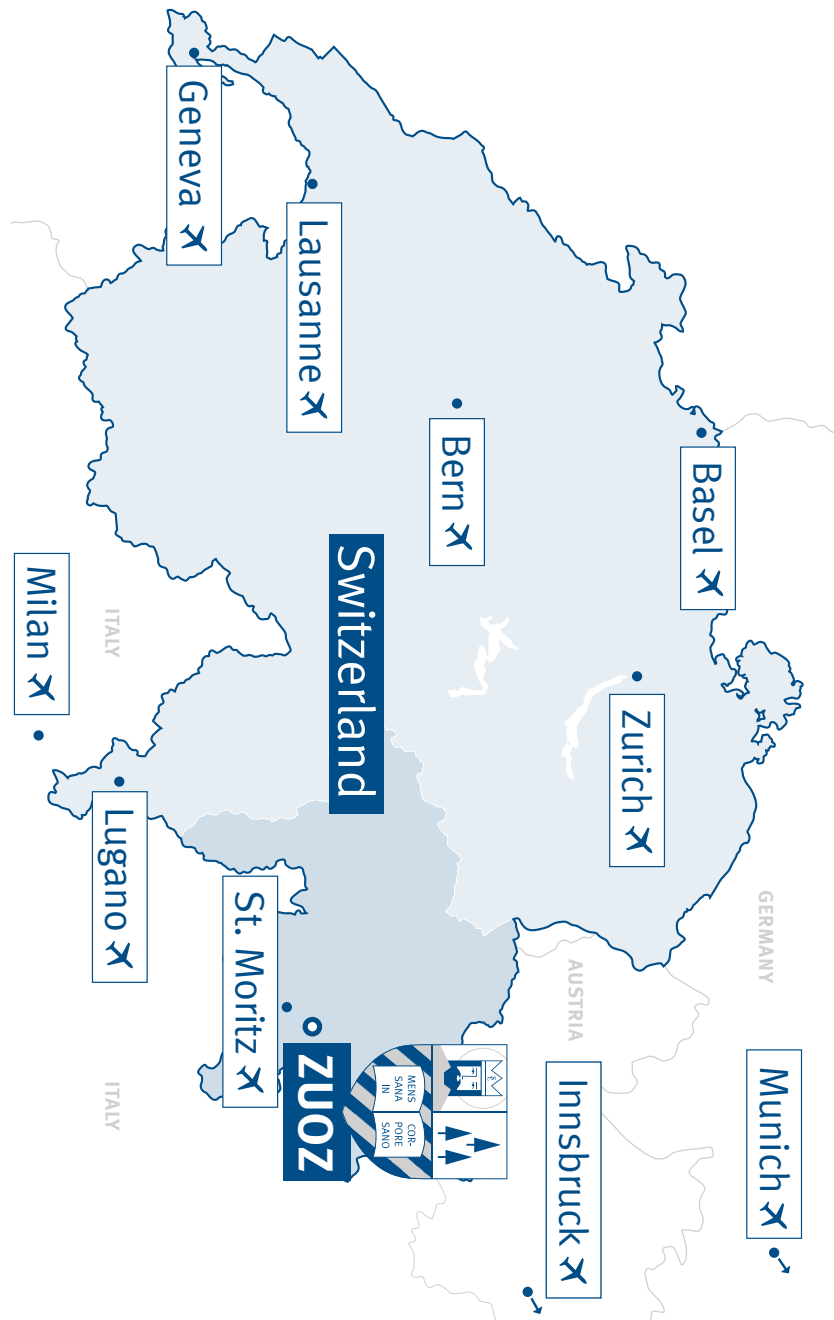 Munich
GERMANY
Basel
Zurich
AUSTRIA
Innsbruck
Bern
MENS
SANA
IN
COR-
PORE
SANO
Switzerland
ZUOZ
Lausanne
St. Moritz
Geneva
Lugano
ITALY
ITALY
Milan